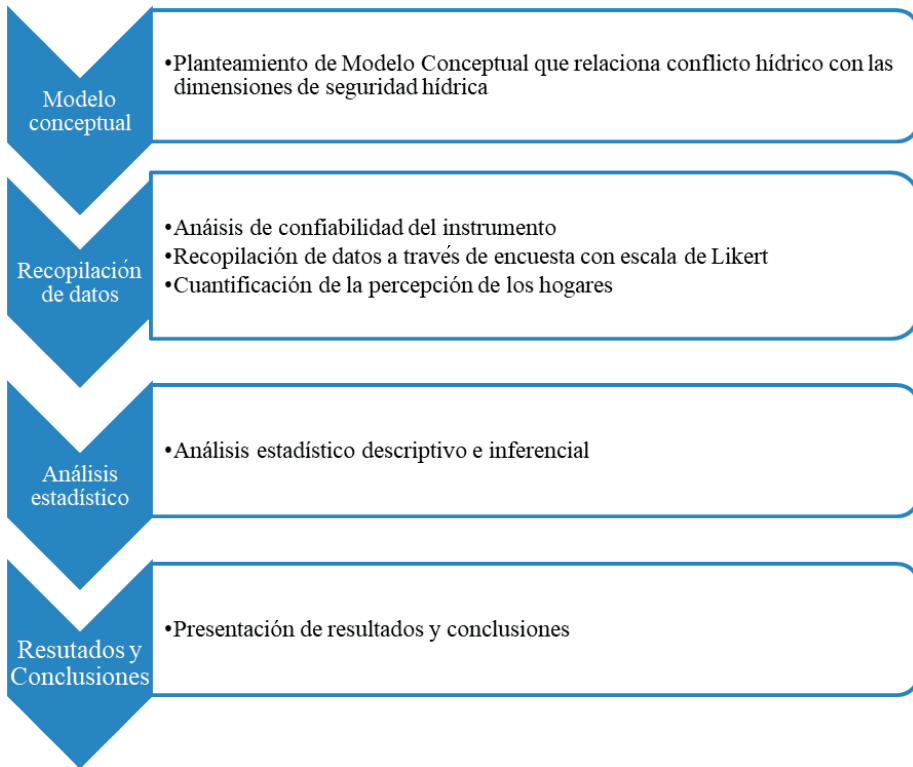 Modelo
conceptual
•Planteamiento de Modelo Conceptual que relaciona conflicto hídrico con las
dimensiones de seguridad hídrica
Recopilación
de datos
•Anáisis de confiabilidad del instrumento
•Recopilación de datos a través de encuesta con escala de Likert
•Cuantificación de la percepción de los hogares
Análisis
estadístico
•Análisis estadístico descriptivo e inferencial
Resutados y
Conclusiones
•Presentación de resultados y conclusiones